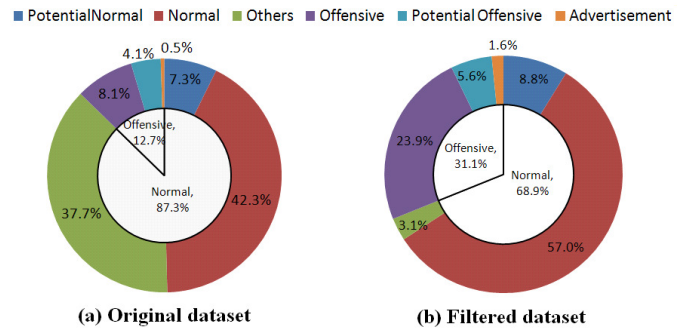 PotentialNormal Normal Others Offensive Potential Offensive Advertisement
4.1% 0.5%
7.3%
8.1%
Offensive,
12.7%
Normal,
87.3%
42.3%
37.7%
(a) Original dataset
1.6%
5.6%
8.8%
23.9%
Offensive,
31.1%
Normal,
68.9%
3.1%
57.0%
(b) Filtered dataset